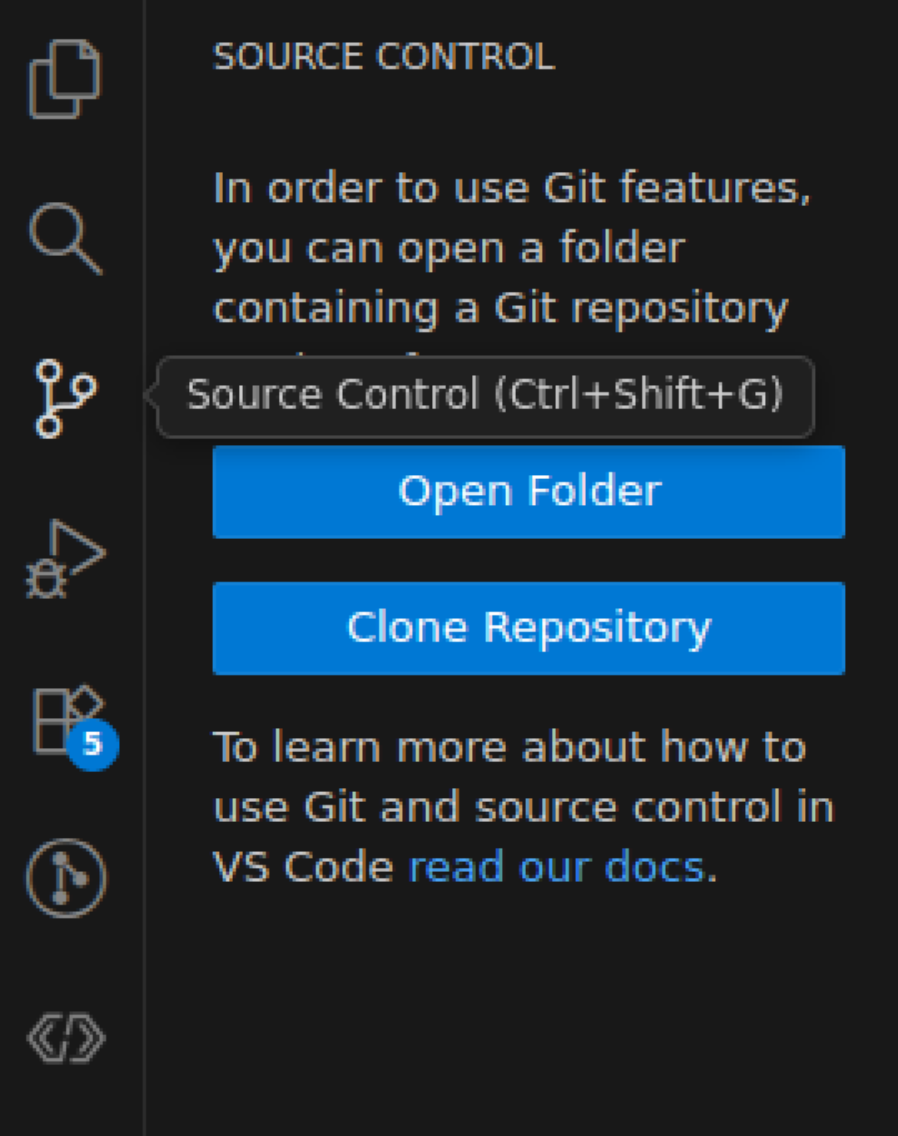 SOURCE CONTROL
In order to use Git features,
you can open a folder
containing a Git repository
Source Control (Ctrl+Shift+G)
Open Folder
Clone Repository
5
To learn more about how to
use Git and source control in
VS Code read our docs.